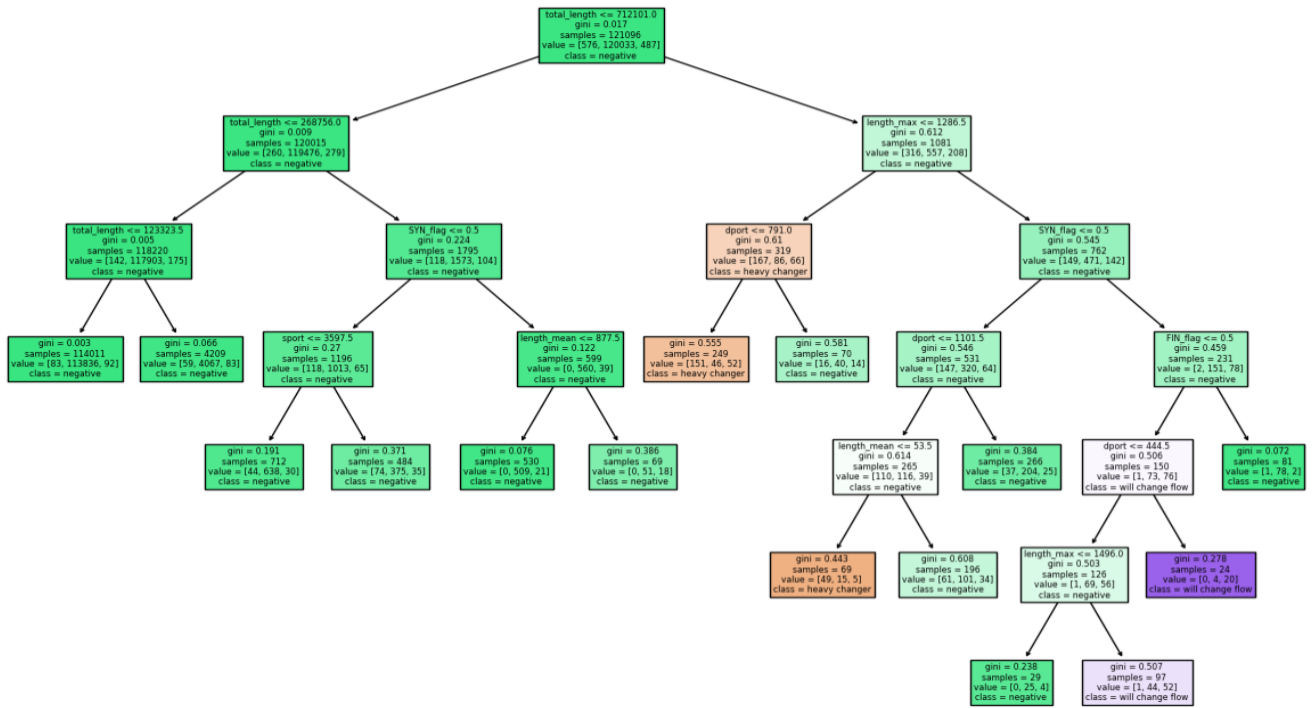 total_length <= 712101.0
gini = 0.017
samples = 121096
value = [576, 120033, 487]
class = negative
total_length <= 268756.0
gini = 0.009
samples = 120015
value = [260, 119476, 279]
class = negative
length_max <= 1286.5
gini = 0.612
samples = 1081
value = [316, 557, 208]
class = negative
total_length <= 123323.5
gini = 0.005
samples = 118220
value = [142, 117903, 175]
class = negative
SYN_flag <= 0.5
gini = 0.224
samples = 1795
value = [118, 1573, 104]
class = negative
dport <= 791.0
gini = 0.61
samples = 319
value = [167, 86, 66]
class = heavy changer
SYN_flag <= 0.5
gini = 0.545
samples = 762
value = [149, 471, 142]
class = negative
gini = 0.003
samples = 114011
value = [83, 113836, 92]
class = negative
gini = 0.066
samples = 4209
value = [59, 4067, 83]
class = negative
sport <= 3597.5
gini = 0.27
samples = 1196
value = [118, 1013, 65]
class = negative
length_mean <= 877.5
gini = 0.122
samples = 599
value = [0, 560, 39]
class = negative
gini = 0.555
samples = 249
value = [151, 46, 52]
class = heavy changer
gini = 0.581
samples = 70
value = [16, 40, 14]
class = negative
dport <= 1101.5
gini = 0.546
samples = 531
value = [147, 320, 64]
class = negative
FIN_flag <= 0.5
gini = 0.459
samples = 231
value = [2, 151, 78]
class = negative
gini = 0.191
samples = 712
value = [44, 638, 30]
class = negative
gini = 0.371
samples = 484
value = [74, 375, 35]
class = negative
gini = 0.076
samples = 530
value = [0, 509, 21]
class = negative
gini = 0.386
samples = 69
value = [0, 51, 18]
class = negative
length_mean <= 53.5
gini = 0.614
samples = 265
value = [110, 116, 39]
class = negative
gini = 0.384
samples = 266
value = [37, 204, 25]
class = negative
dport <= 444.5
gini = 0.506
samples = 150
value = [1, 73, 76]
class = will change flow
gini = 0.072
samples = 81
value = [1, 78, 2]
class = negative
gini = 0.443
samples = 69
value = [49, 15, 5]
class = heavy changer
gini = 0.608
samples = 196
value = [61, 101, 34]
class = negative
length_max <= 1496.0
gini = 0.503
samples = 126
value = [1, 69, 56]
class = negative
gini = 0.278
samples = 24
value = [0, 4, 20]
class = will change flow
gini = 0.238
samples = 29
value = [0, 25, 4]
class = negative
gini = 0.507
samples = 97
value = [1, 44, 52]
class = will change flow